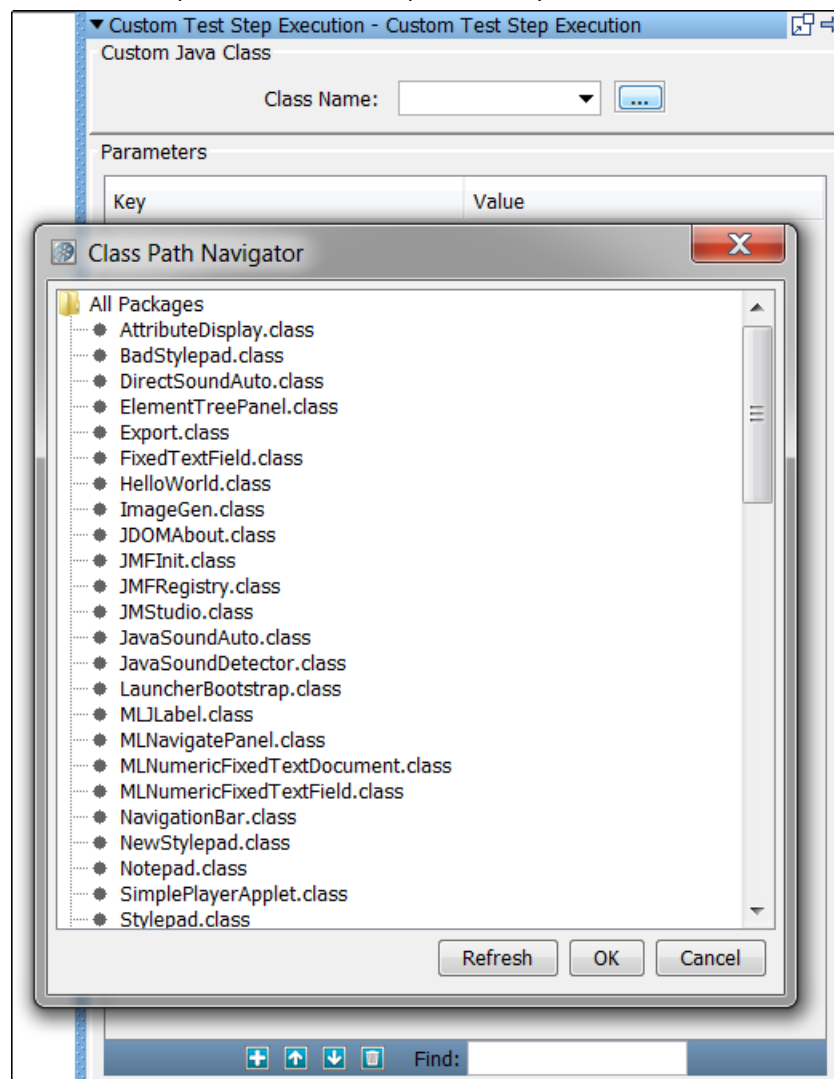 Custom Test Step Execution - Custom Test Step Execution
Custom Java Class
Class Name:
...
Parameters
Key Value
Class Path Navigator
All Packages
AttributeDisplay.class
BadStylepad.class
DirectSoundAuto.class
ElementTreePanel.class
Export.class
FixedTextField.class
HelloWorld.class
ImageGen.class
JDOMAbout.class
JMFInit.class
JMFRegistry.class
JMStudio.class
JavaSoundAuto.class
JavaSoundDetector.class
LauncherBootstrap.class
MLJLabel.class
MLNavigatePanel.class
MLNumericFixedTextDocument.class
MLNumericFixedTextField.class
NavigationBar.class
NewStylepad.class
Notepad.class
SimplePlayerApplet.class
Stylepad.class
Refresh OK Cancel
Find: